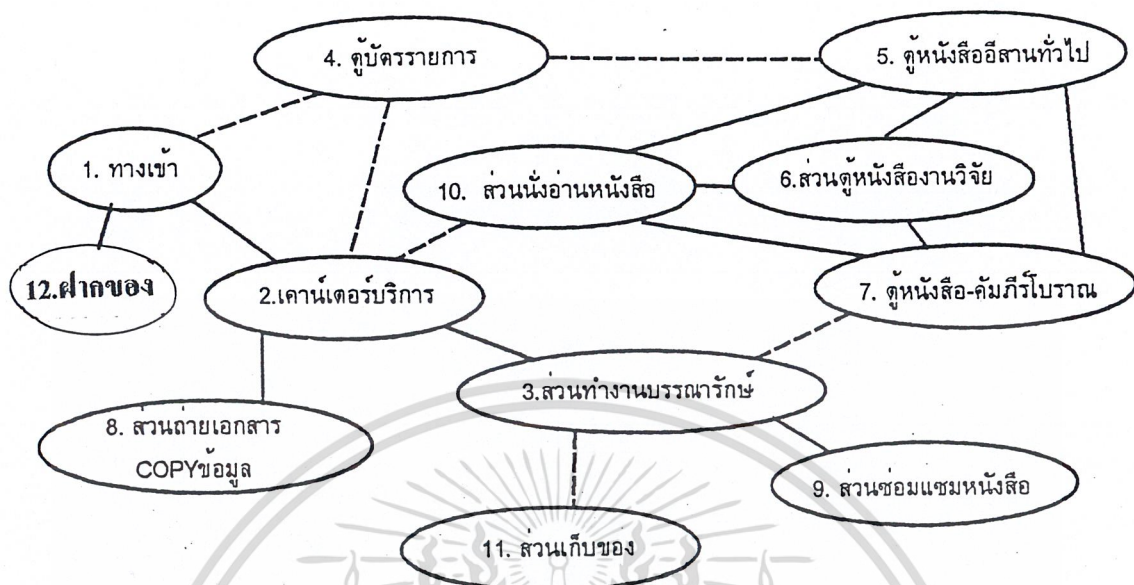 4. ตู้บัตรรายการ
5. ตู้หนังสืออีสานทั่วไป
1. ทางเข้า
10. ส่วนนั่งอ่านหนังสือ
6.ส่วนตู้หนังสืองานวิจัย
12.ฝากของ
2.เคาน์เตอร์บริการ
7. ตู้หนังสือ-คัมภีร์โบราณ
3.ส่วนทำงานบรรณารักษ์
8. ส่วนถ่ายเอกสาร
COPYข้อมูล
9. ส่วนซ่อมแซมหนังสือ
11. ส่วนเก็บของ